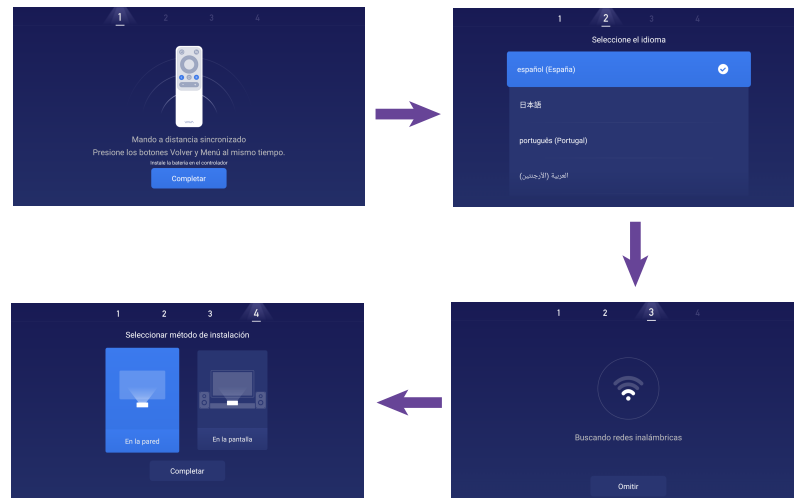 1 2 3 4
Mando a distancia sincronizado
Presione los botones Volver y Menú al mismo tiempo.
Instale la batería en el controlador
Completar
1 2 3 4
Seleccione el idioma
español (España)
日本語
português (Portugal)
العربية (الأرجنتين)
1 2 3 4
Buscando redes inalámbricas
Omitir
1 2 3 4
Seleccionar método de instalación
En la pared
En la pantalla
Completar